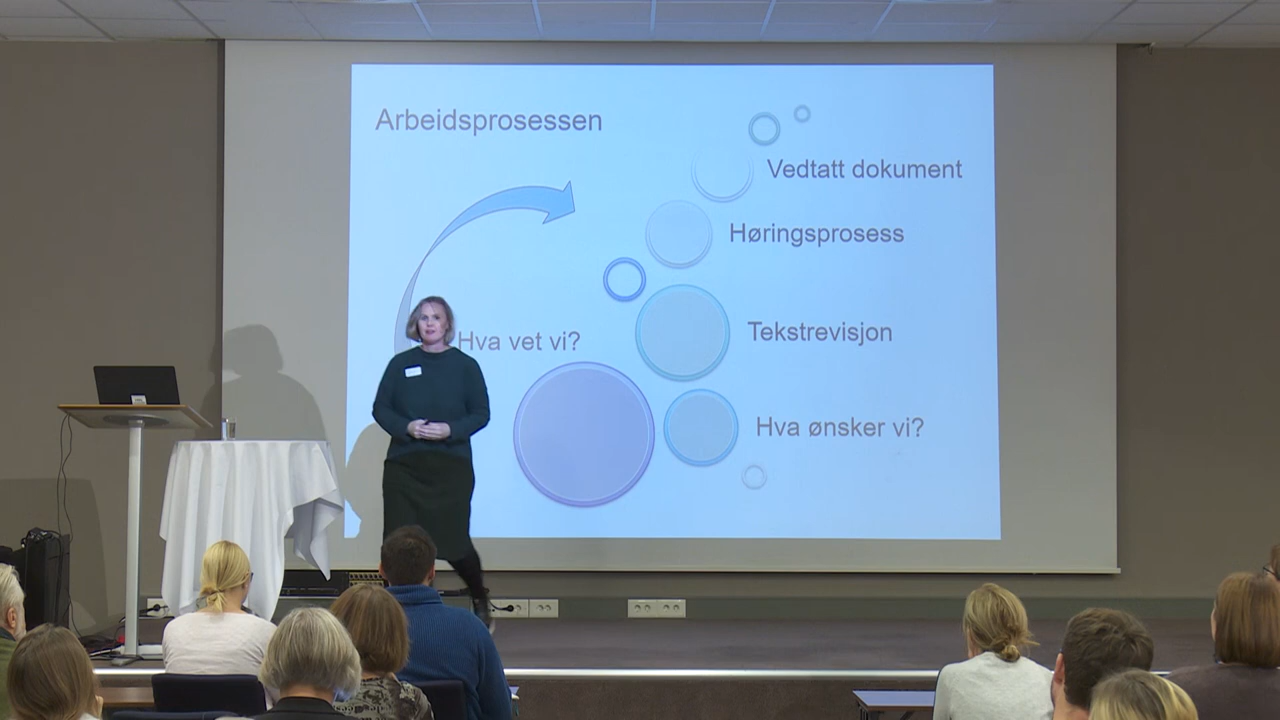 Arbeidsprosessen
Vedtatt dokument
Høringsprosess
Hva vet vi?
Tekstrevisjon
Hva ønsker vi?